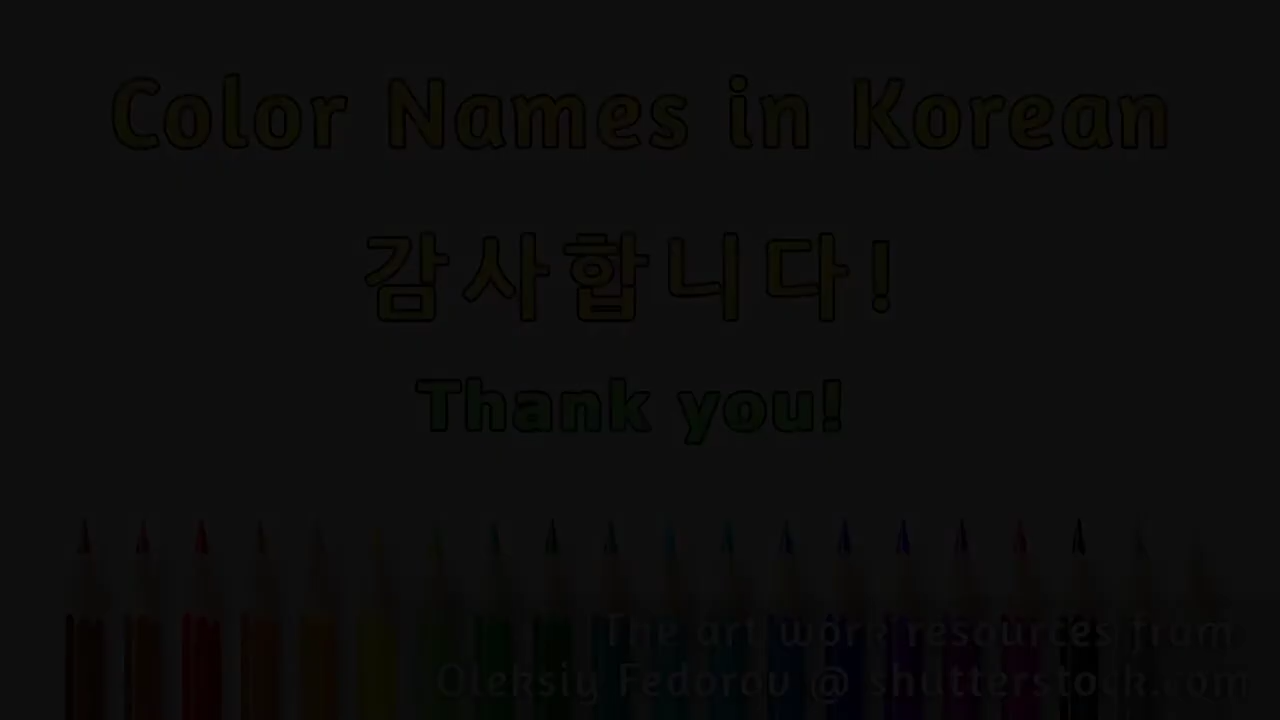 Color Names in Korean
감사합니다!
Thank you!
The art work resources from
Oleksiy Fedorov @ shutterstock.com